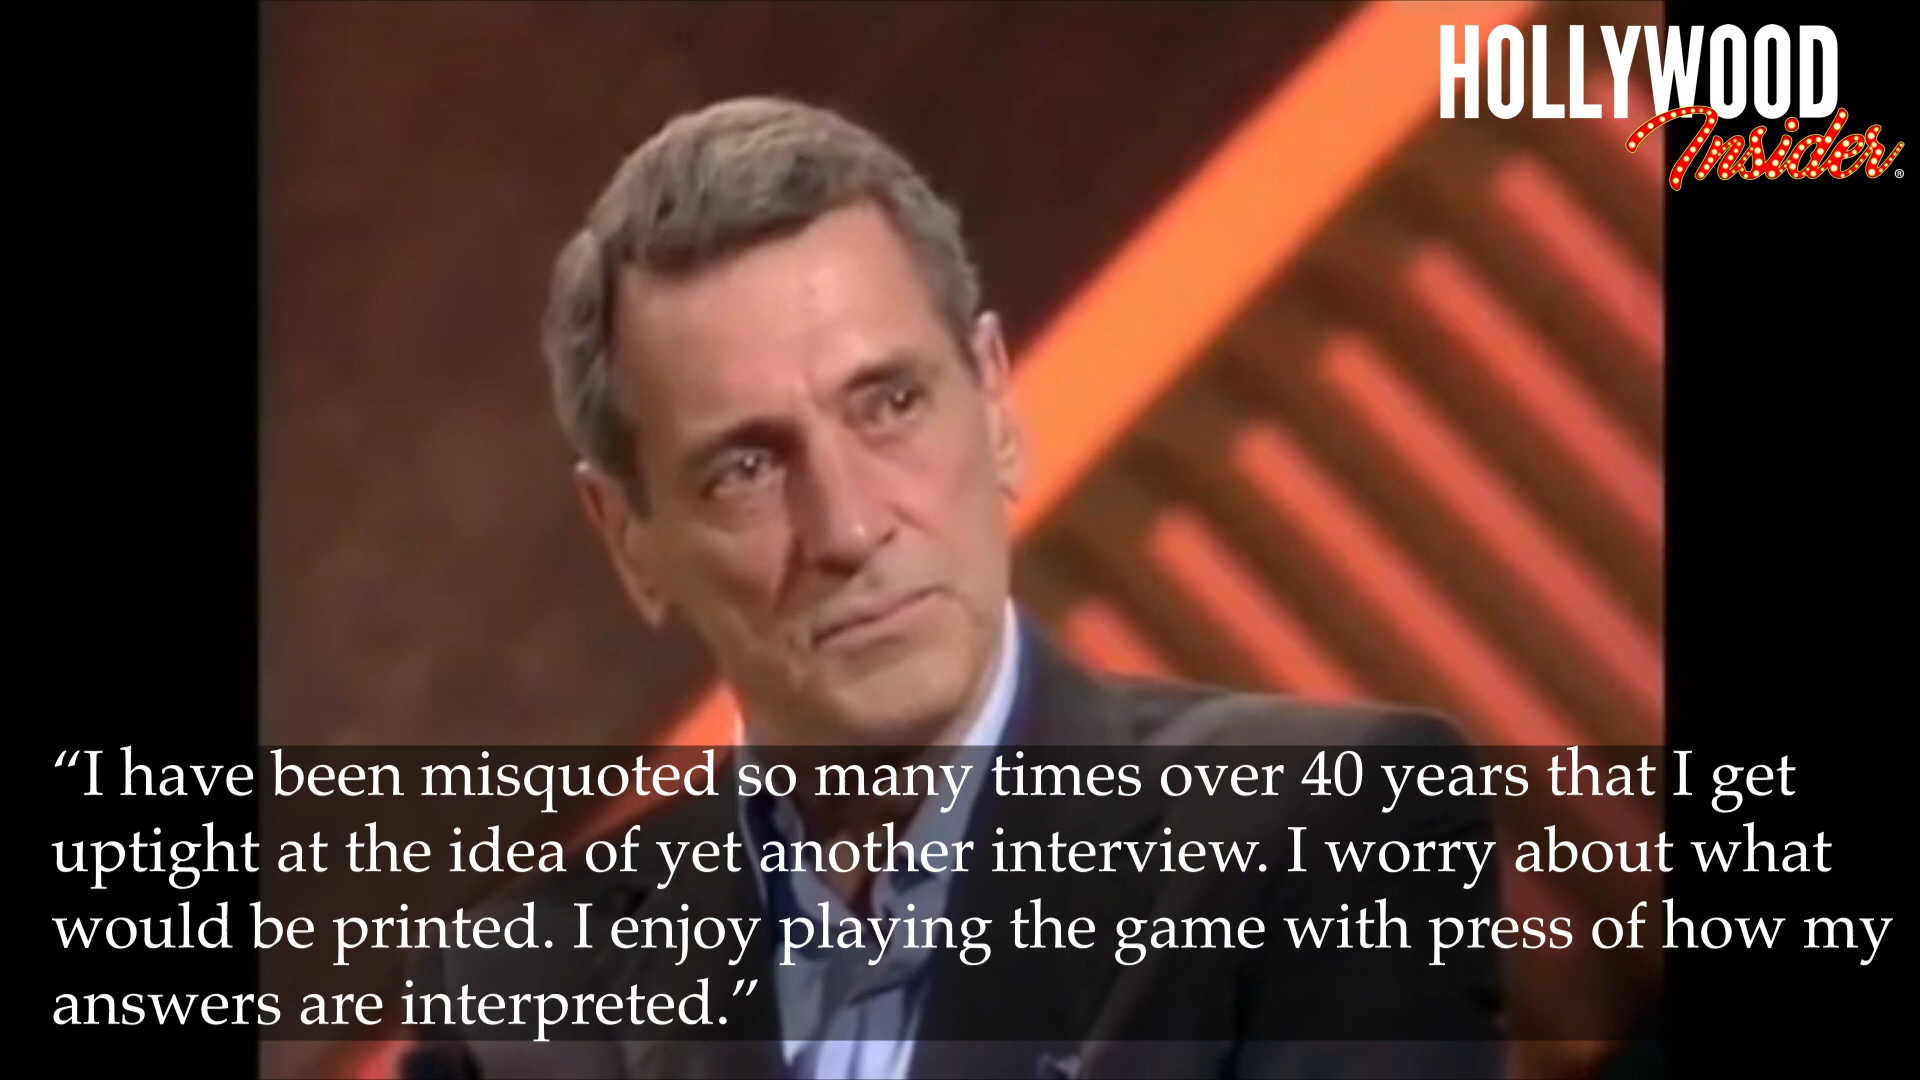 HOLLYWOOD
Insider®
“I have been misquoted so many times over 40 years that I get
uptight at the idea of yet another interview. I worry about what
would be printed. I enjoy playing the game with press of how my
answers are interpreted.”